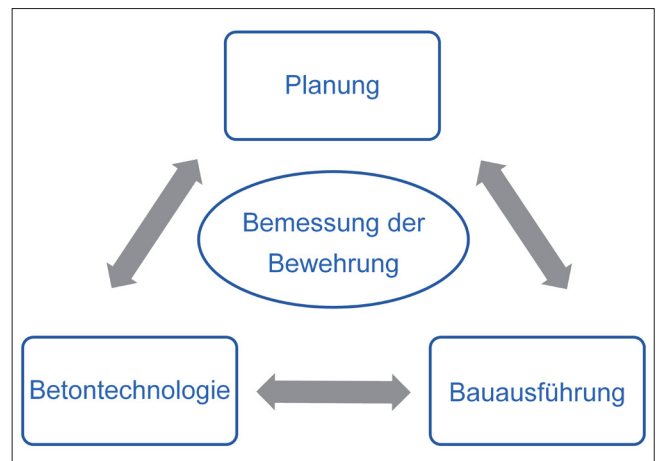 Planung
Bemessung der
Bewehrung
Betontechnologie
Bauausführung